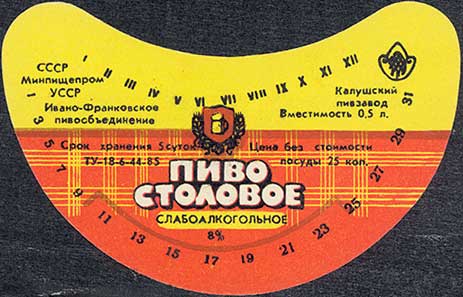 I II III IV V VI VII VIII IX X XI XII
СССР
Минпищепром
УССР
Ивано-Франковское
пивообъединение
Калушский
пивзавод
Вместимость 0,5 л.
Срок хранения 5 суток
ТУ-18-6-44-85
Цена без стоимости
посуды 25 коп.
ПИВО
СТОЛОВОЕ
СЛАБОАЛКОГОЛЬНОЕ
8%
1 3 5 7 9 11 13 15 17 19 21 23 25 27 29 31